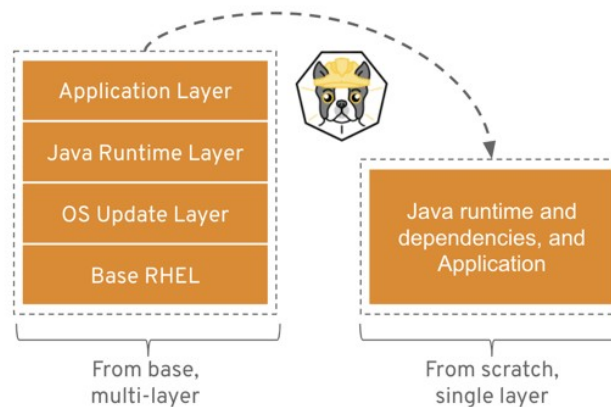 Application Layer
Java Runtime Layer
OS Update Layer
Base RHEL
From base,
multi-layer
Java runtime and
dependencies, and
Application
From scratch,
single layer